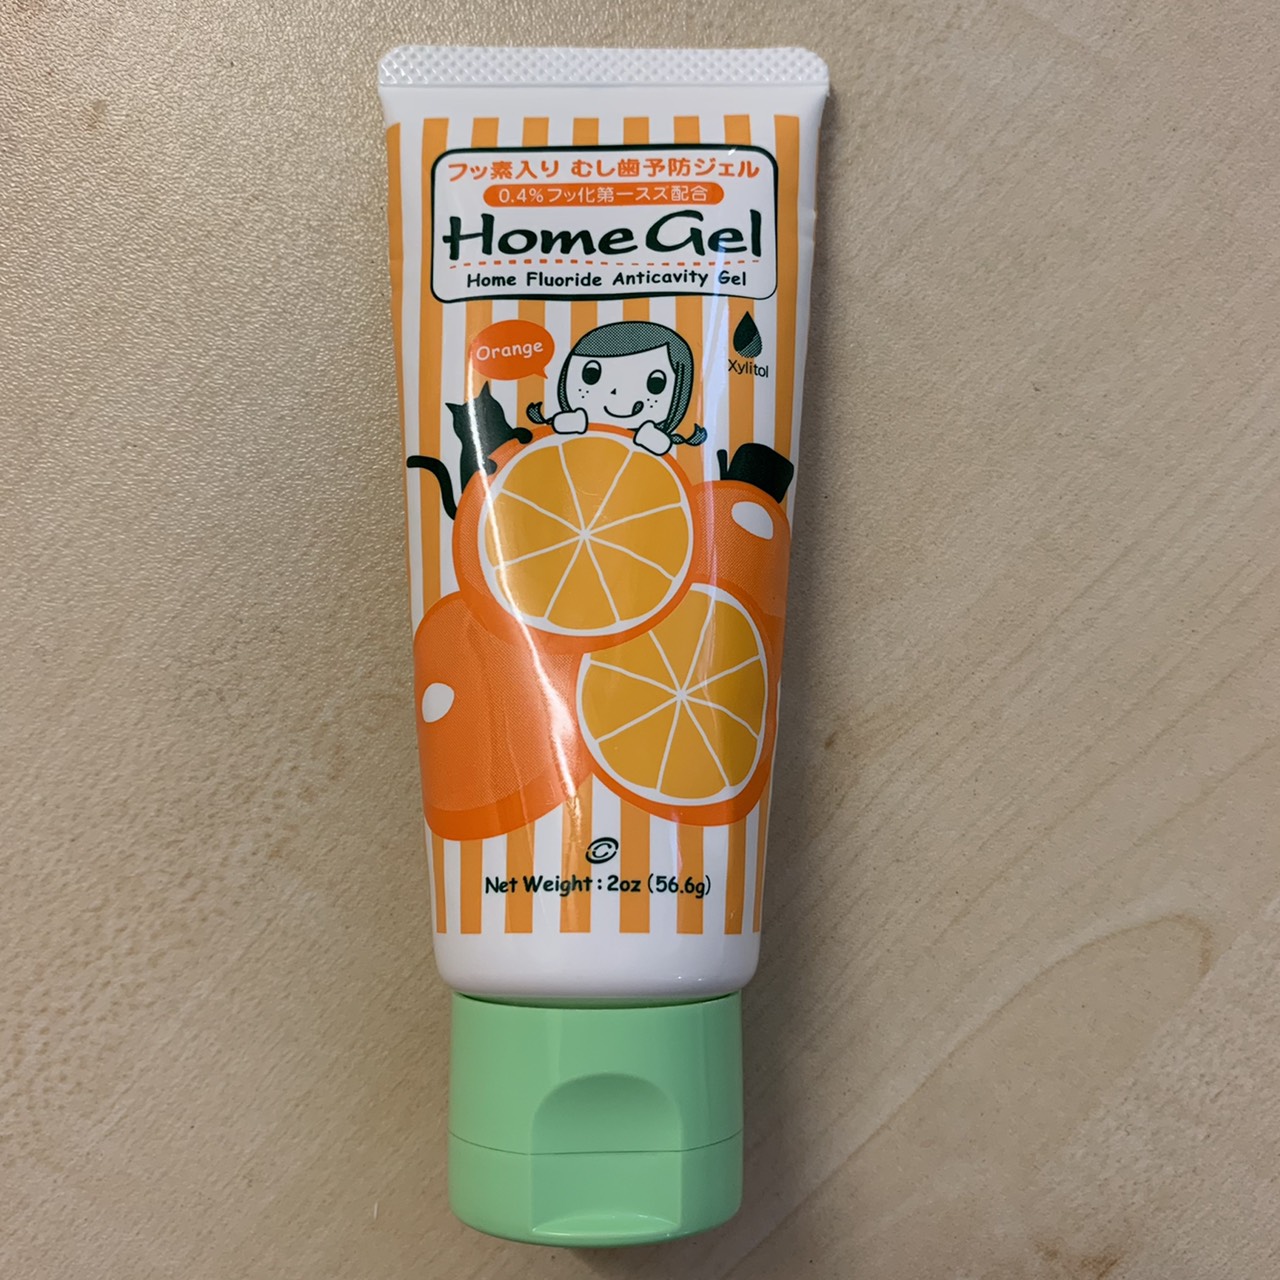 フッ素入り むし歯予防ジェル
0.4%フッ化第一スズ配合
Home Gel
Home Fluoride Anticavity Gel
Orange
Xylitol
Net Weight : 2oz (56.6g)